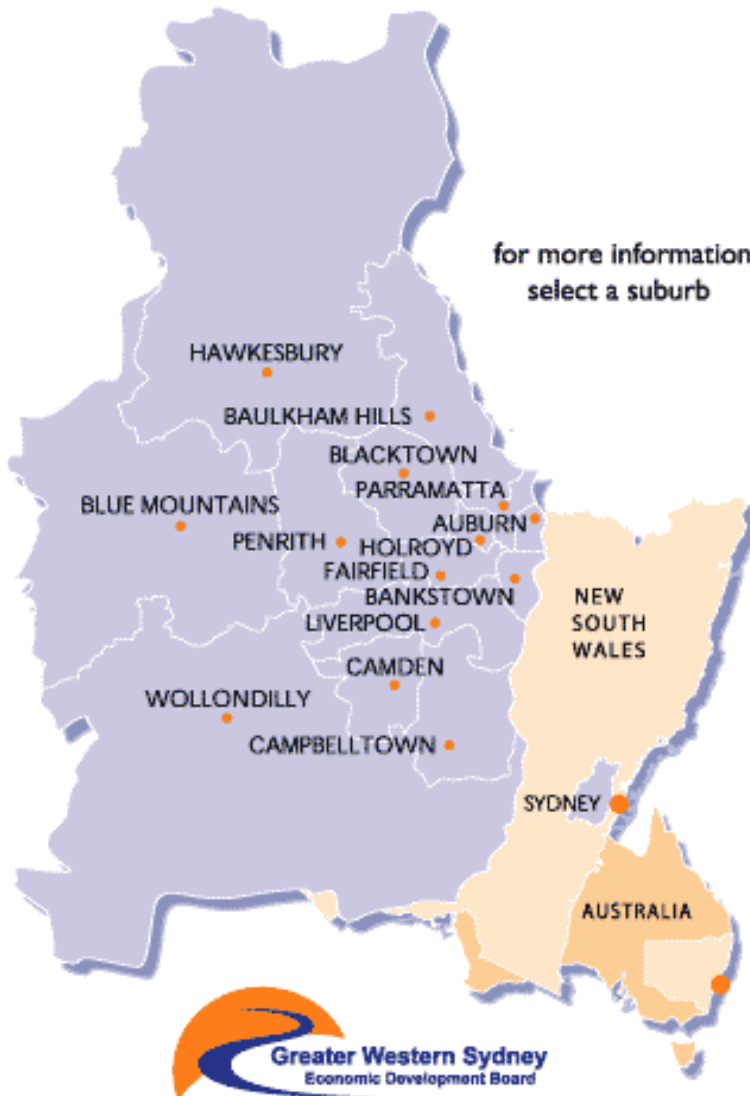 for more information
select a suburb
HAWKESBURY
BAULKHAM HILLS
BLACKTOWN
PARRAMATTA
BLUE MOUNTAINS
AUBURN
PENRITH
HOLROYD
FAIRFIELD
BANKSTOWN
NEW
SOUTH
WALES
LIVERPOOL
CAMDEN
WOLLONDILLY
CAMPBELLTOWN
SYDNEY
AUSTRALIA
Greater Western Sydney
Economic Development Board